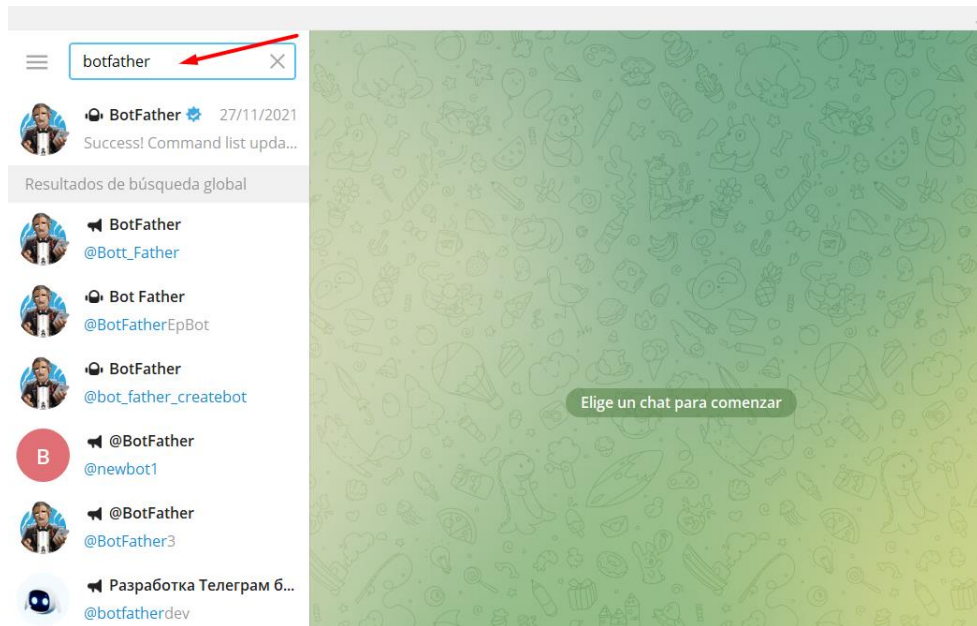 botfather
BotFather 27/11/2021
Success! Command list upda...
Resultados de búsqueda global
BotFather
@Bott_Father
Bot Father
@BotFatherEpBot
BotFather
@bot_father_createbot
B
@BotFather
@newbot1
@BotFather
@BotFather3
Разработка Телеграм б...
@botfatherdev
Elige un chat para comenzar